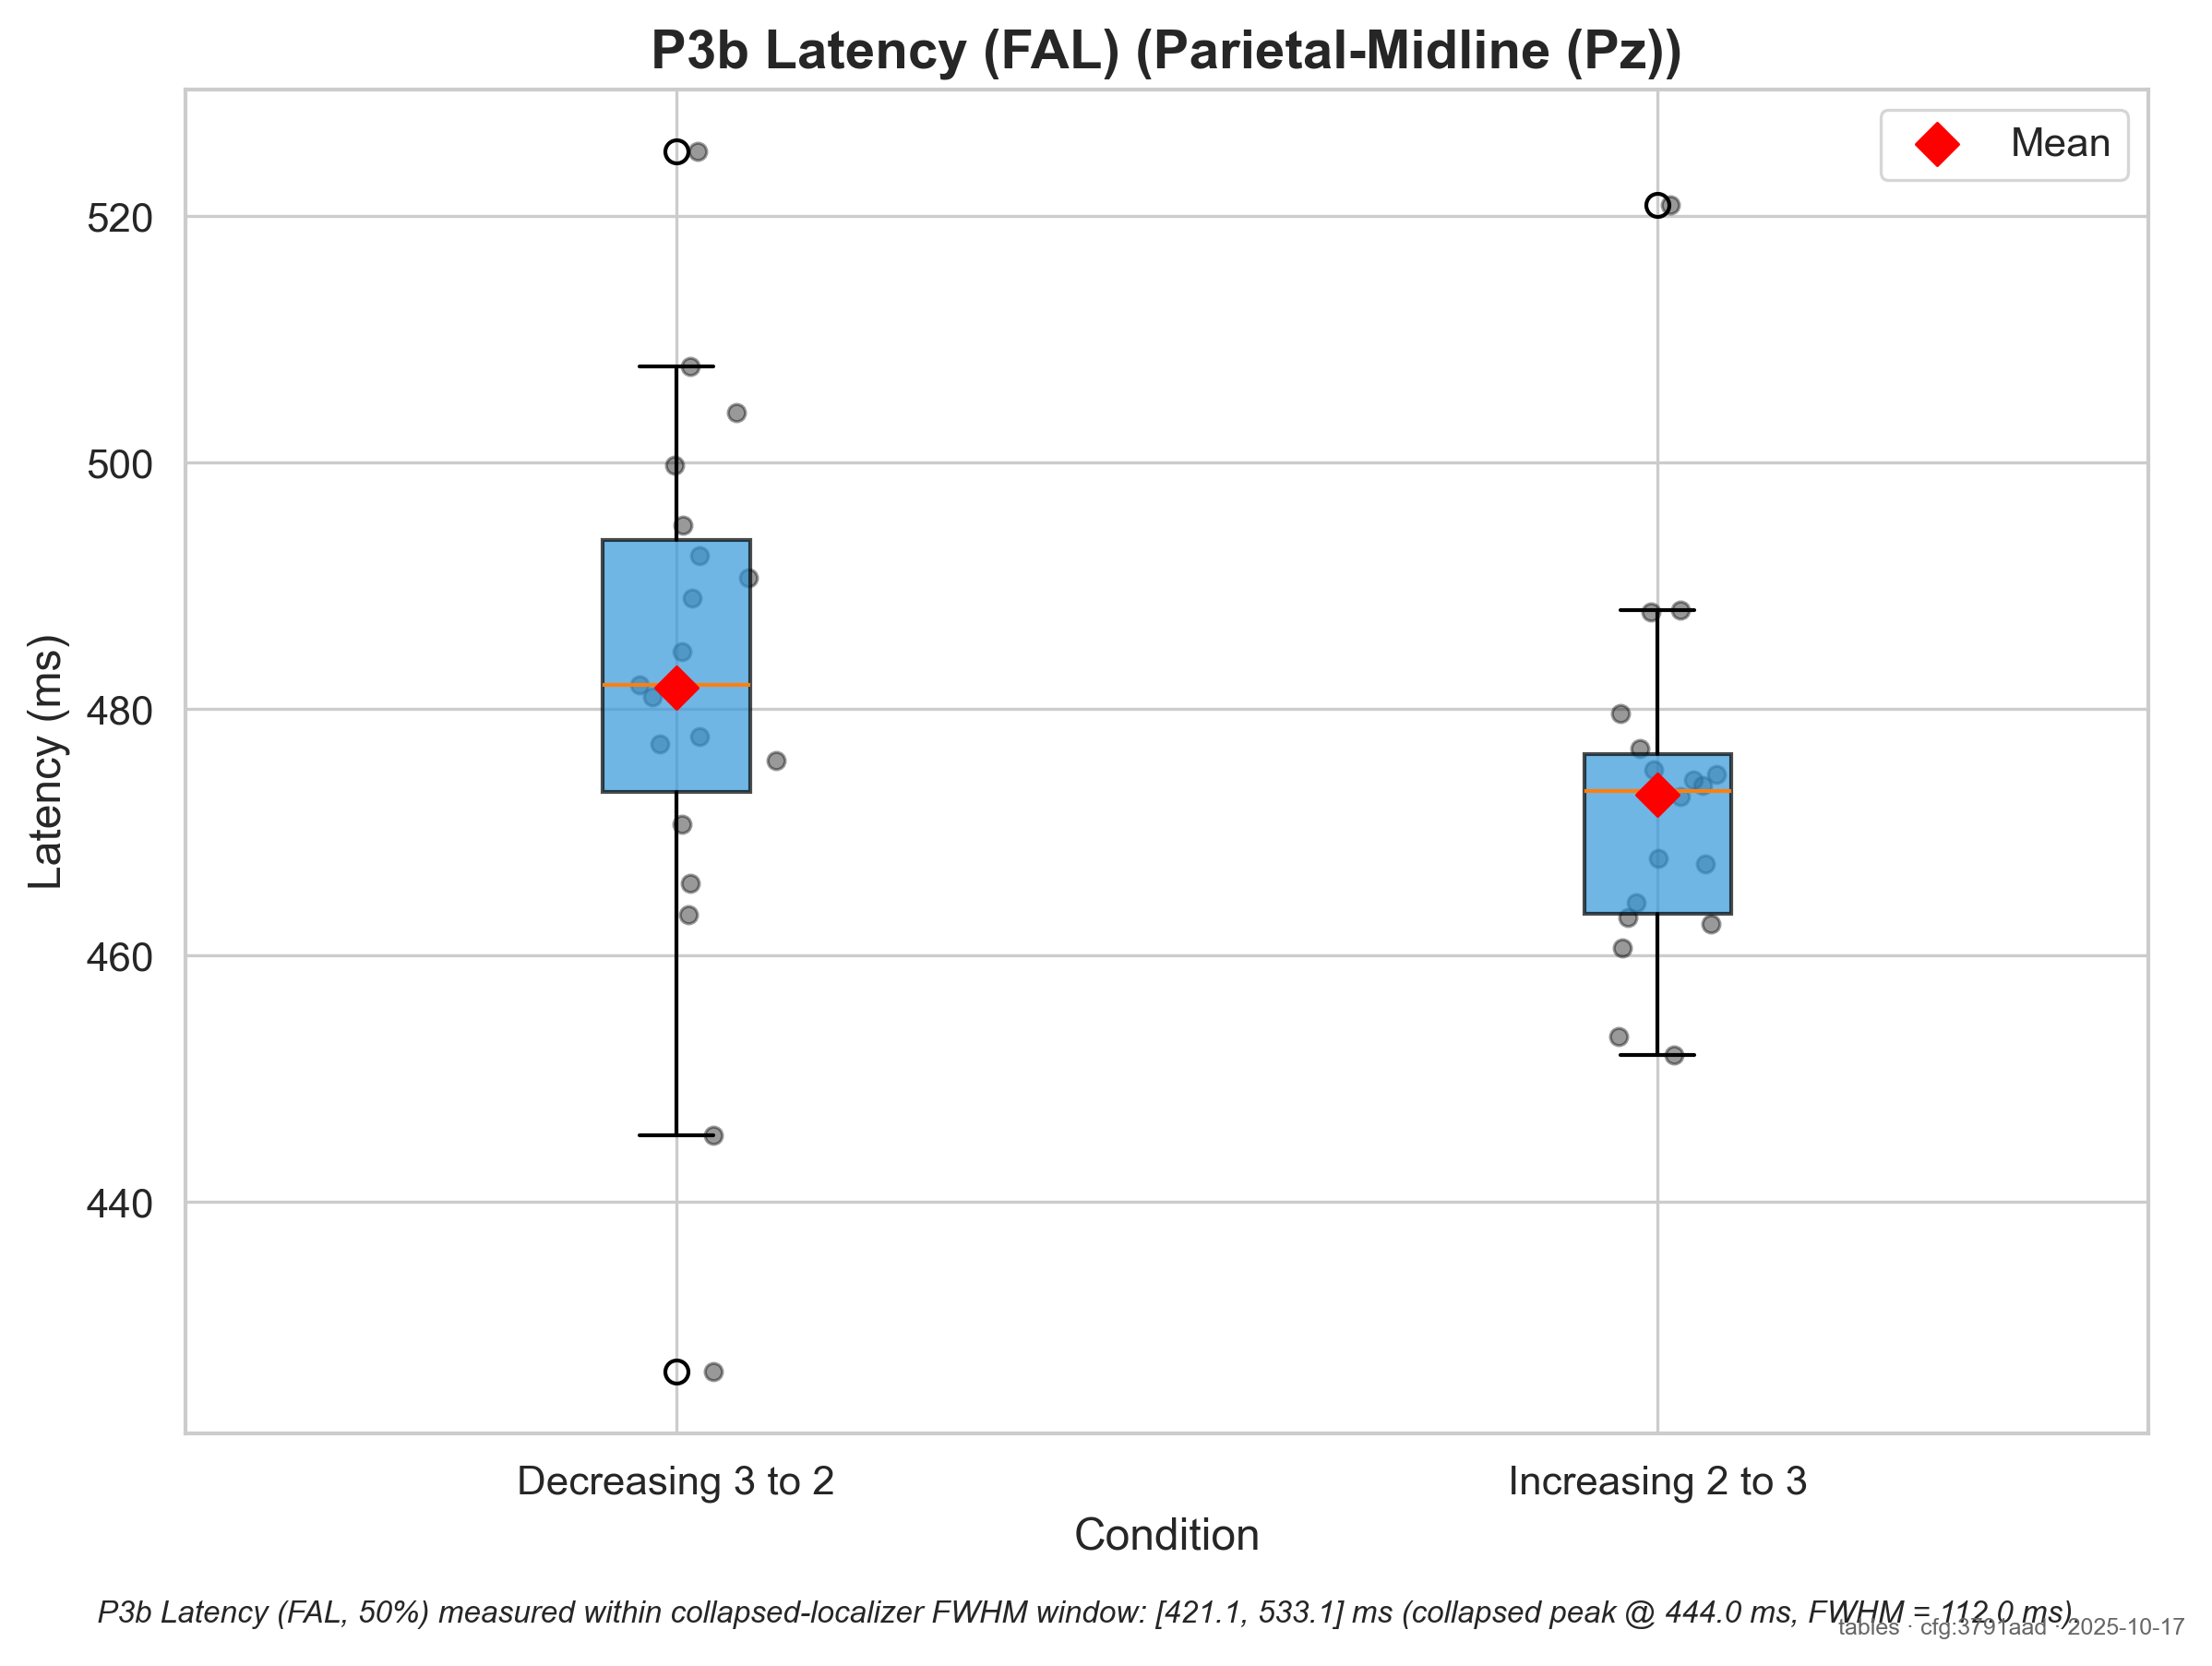 P3b Latency (FAL) (Parietal-Midline (Pz))
Mean
520
500
480
460
440
Latency (ms)
Decreasing 3 to 2
Increasing 2 to 3
Condition
P3b Latency (FAL, 50%) measured within collapsed-localizer FWHM window: [421.1, 533.1] ms (collapsed peak @ 444.0 ms, FWHM = 112.0 ms).
tables · cfg:3791aad · 2025-10-17